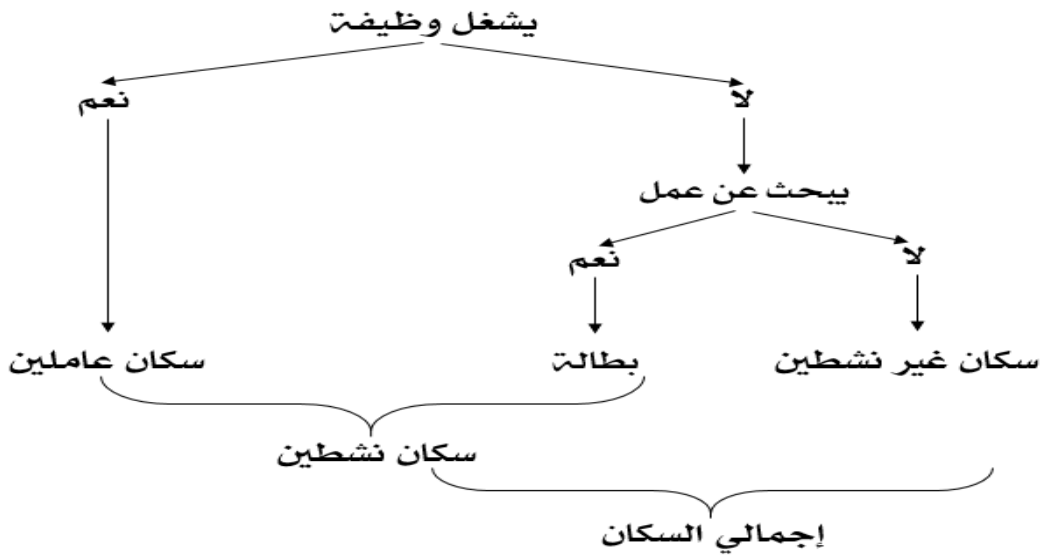 يشغل وظيفة
نعم
لا
يبحث عن عمل
نعم
لا
سكان عاملين
بطالة
سكان غير نشطين
سكان نشطين
إجمالي السكان